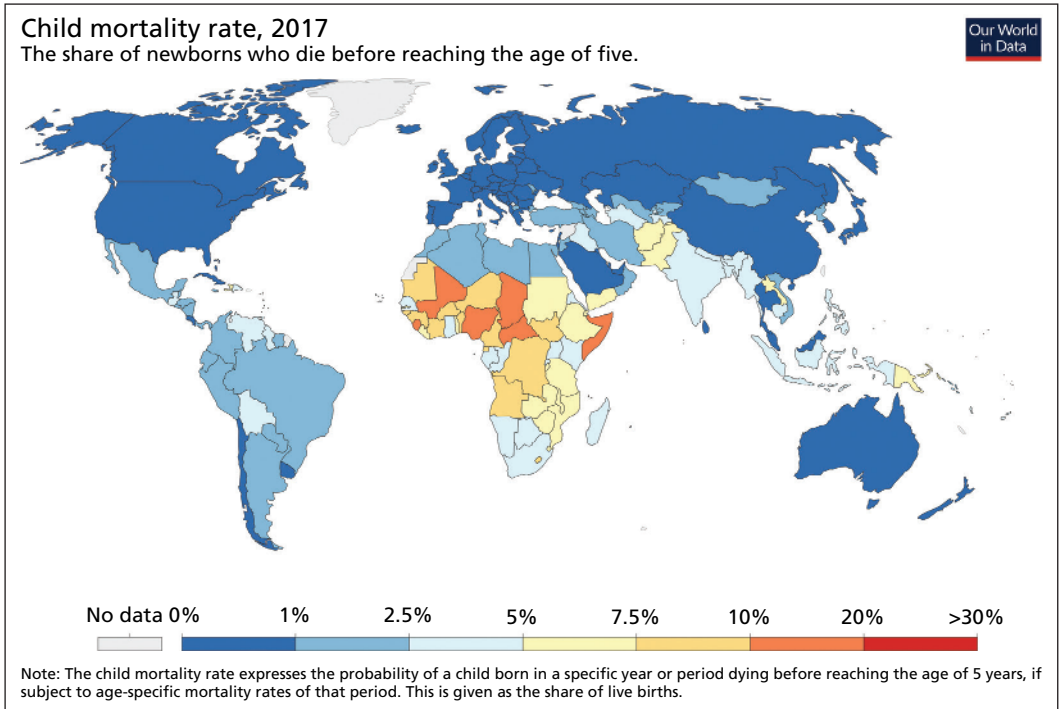 Child mortality rate, 2017
The share of newborns who die before reaching the age of five.
Our World
in Data
No data 0% 1% 2.5% 5% 7.5% 10% 20% >30%
Note: The child mortality rate expresses the probability of a child born in a specific year or period dying before reaching the age of 5 years, if
subject to age-specific mortality rates of that period. This is given as the share of live births.